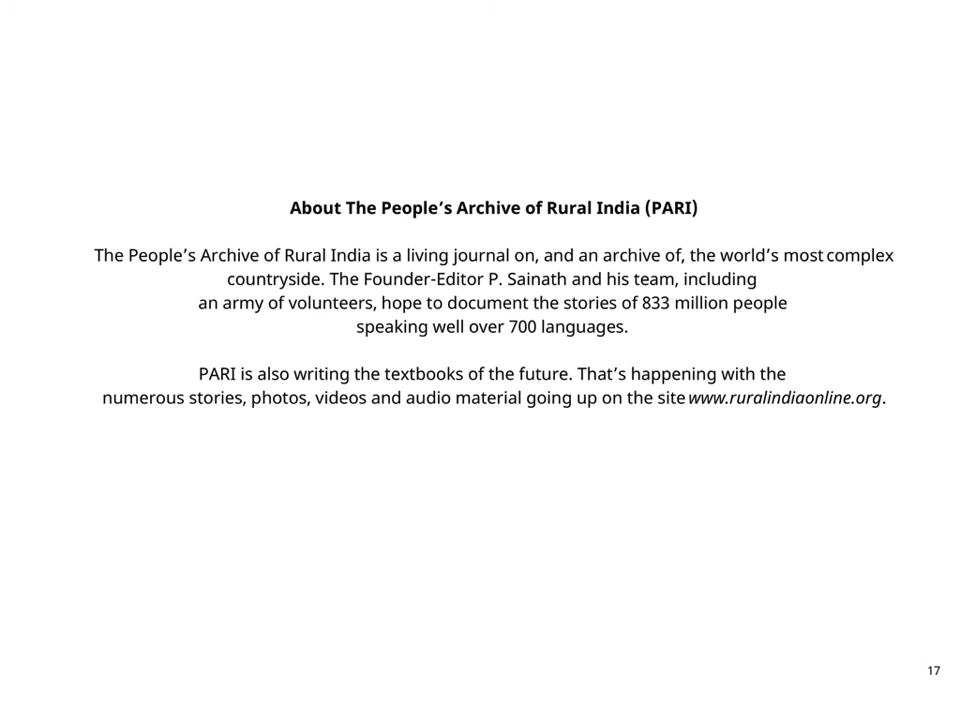 About The People’s Archive of Rural India (PARI)
The People’s Archive of Rural India is a living journal on, and an archive of, the world’s most complex
countryside. The Founder-Editor P. Sainath and his team, including
an army of volunteers, hope to document the stories of 833 million people
speaking well over 700 languages.
PARI is also writing the textbooks of the future. That’s happening with the
numerous stories, photos, videos and audio material going up on the site www.ruralindiaonline.org.
17